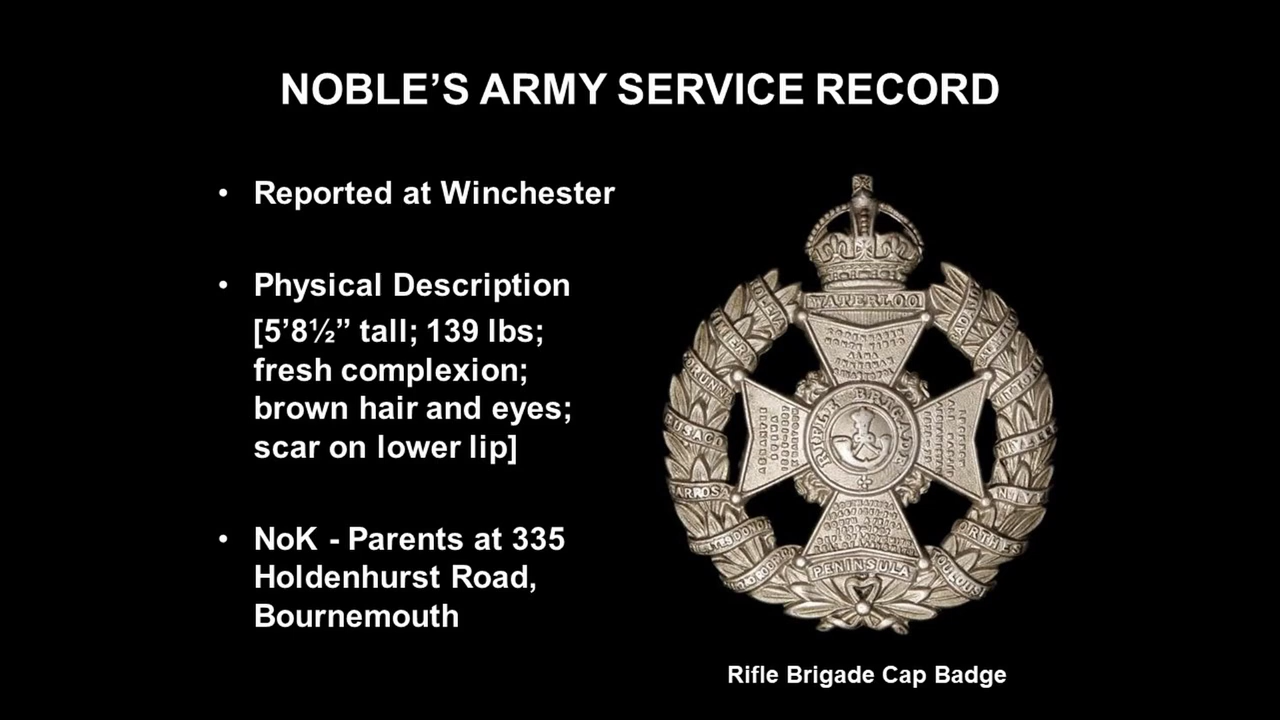 NOBLE’S ARMY SERVICE RECORD
• Reported at Winchester
• Physical Description
[5’8½” tall; 139 lbs;
fresh complexion;
brown hair and eyes;
scar on lower lip]
• NoK - Parents at 335
Holdenhurst Road,
Bournemouth
WATERLOO
RIFLE BRIGADE
PENINSULA
Rifle Brigade Cap Badge